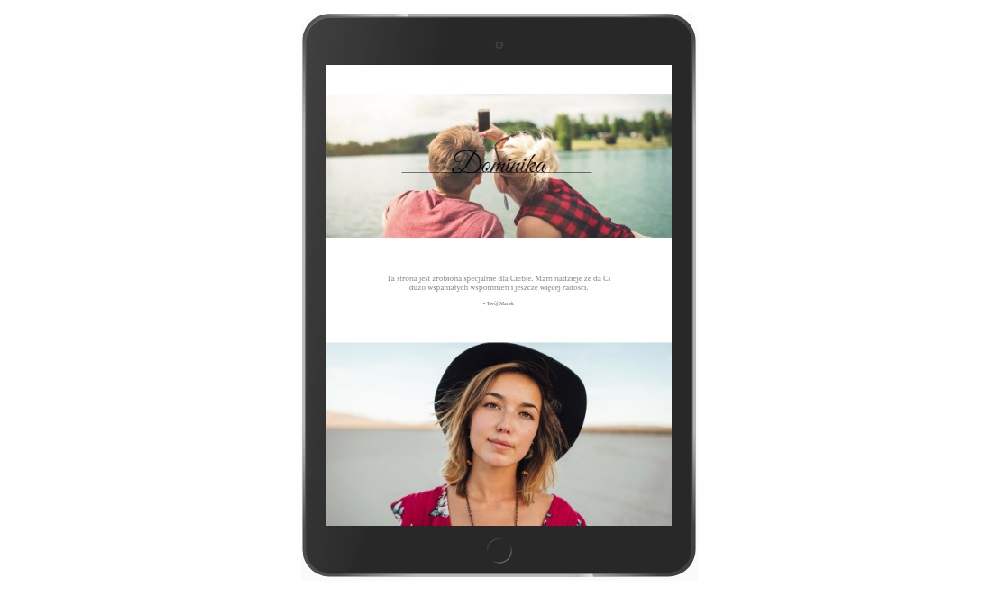 Dominika
Ta strona jest zrobiona specjalnie dla Ciebie. Mam nadzieję że da Ci
dużo wspaniałych wspomnień i jeszcze więcej radości.
- Twój Marek